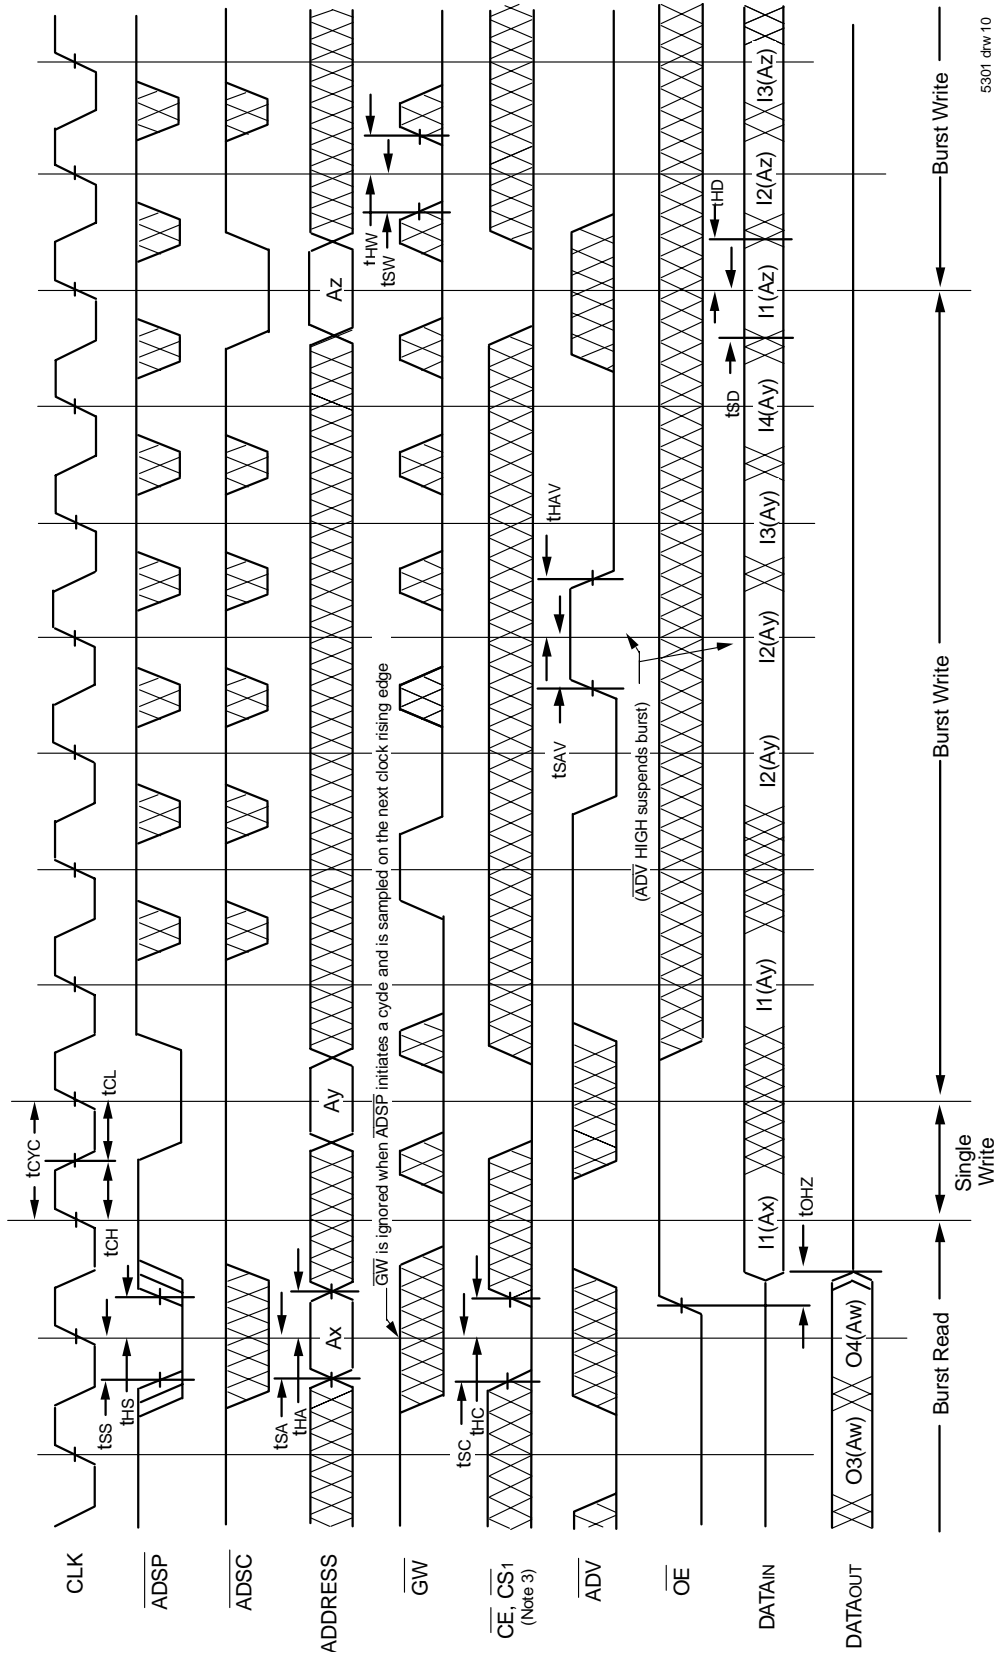 CLK
tCYC
tCH
tCL
ADSP
tSS
tHS
ADSC
ADDRESS
tSA
tHA
Ax
Ay
Az
GW
GW is ignored when ADSP initiates a cycle and is sampled on the next clock rising edge
tHW
tSW
CE, CS1
(Note 3)
tSC
tHC
ADV
tSAV
tHAV
(ADV HIGH suspends burst)
OE
tOHZ
DATAIN
I1(Ax)
I1(Ay)
I2(Ay)
I2(Ay)
I3(Ay)
I4(Ay)
I1(Az)
I2(Az)
I3(Az)
tSD
tHD
DATAOUT
O3(Aw)
O4(Aw)
Burst Read
Single
Write
Burst Write
Burst Write
5301 drw 10